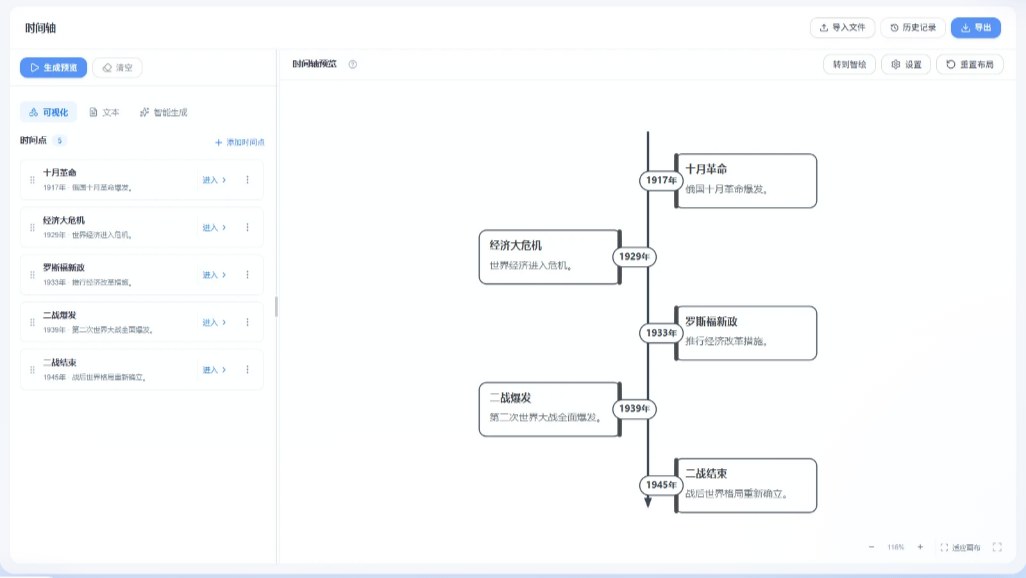 时间轴
导入文件
历史记录
导出
生成预览
清空
时间轴预览
转到智绘
设置
重置布局
可视化
文本
智能生成
时间点 5
+ 添加时间点
十月革命
1917年 · 俄国十月革命爆发。
进入
经济大危机
1929年 · 世界经济进入危机。
进入
罗斯福新政
1933年 · 推行经济改革措施。
进入
二战爆发
1939年 · 第二次世界大战全面爆发。
进入
二战结束
1945年 · 战后世界格局重新确立。
进入
1917年
十月革命
俄国十月革命爆发。
经济大危机
世界经济进入危机。
1929年
1933年
罗斯福新政
推行经济改革措施。
二战爆发
第二次世界大战全面爆发。
1939年
1945年
二战结束
战后世界格局重新确立。
− 116% +
适应画布